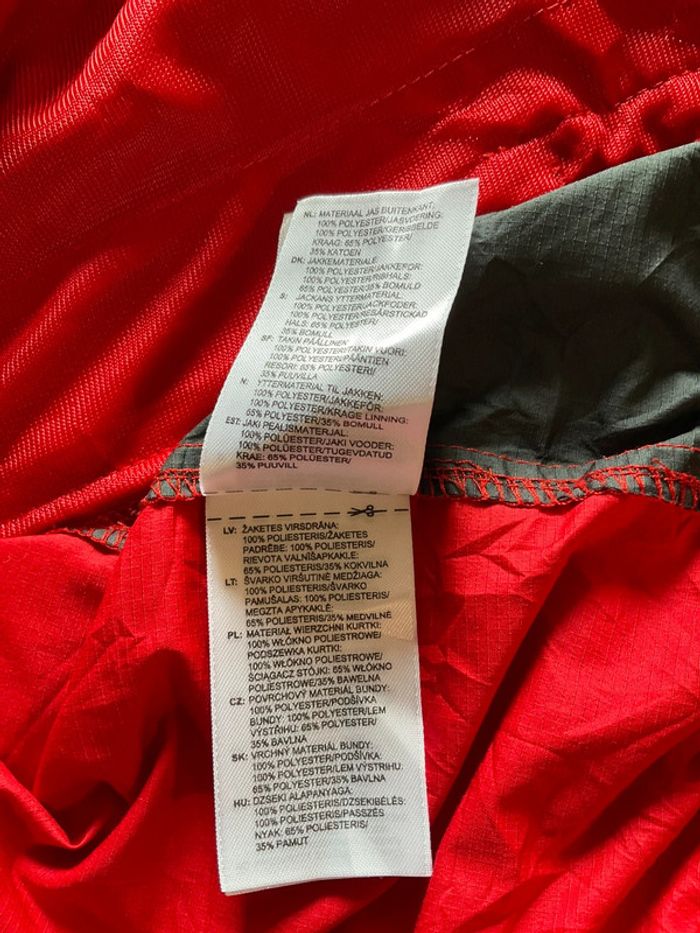 NL: MATERIAAL JAS BUITENKANT:
100% POLYESTER/JASVOERING:
100% POLYESTER/GERIBBELDE
KRAAG: 65% POLYESTER/
35% KATOEN
DK: JAKKEMATERIALE:
100% POLYESTER/JAKKEFOR:
100% POLYESTER/RIBHALS:
65% POLYESTER/35% BOMULD
S: JACKANS YTTERMATERIAL:
100% POLYESTER/JACKFODER:
100% POLYESTER/RESÅRSTICKAD
HALS: 65% POLYESTER/
35% BOMULL
SF: TAKIN PÄÄLLINEN:
100% POLYESTERI/TAKIN VUORI:
100% POLYESTERI/PÄÄNTIEN
RESORI: 65% POLYESTERI/
35% PUUVILLA
N: YTTERMATERIAL TIL JAKKEN:
100% POLYESTER/JAKKEFÔR:
100% POLYESTER/KRAGE LINNING:
65% POLYESTER/35% BOMULL
EST: JAKI PEALISMATERJAL:
100% POLÜESTER/JAKI VOODER:
100% POLÜESTER/TUGEVDATUD
KRAE: 65% POLÜESTER/
35% PUUVILL
LV: ŽAKETES VIRSDRĀNA:
100% POLIESTERIS/ŽAKETES
PADRĒBE: 100% POLIESTERIS/
RIEVOTA VALNĪŠAPKAKLE:
65% POLIESTERIS/35% KOKVILNA
LT: ŠVARKO VIRŠUTINĖ MEDŽIAGA:
100% POLIESTERIS/ŠVARKO
PAMUŠALAS: 100% POLIESTERIS/
MEGZTA APYKAKLĖ:
65% POLIESTERIS/35% MEDVILNĖ
PL: MATERIAŁ WIERZCHNI KURTKI:
100% WŁÓKNO POLIESTROWE/
PODSZEWKA KURTKI:
100% WŁÓKNO POLIESTROWE/
ŚCIĄGACZ STÓJKI: 65% WŁÓKNO
POLIESTROWE/35% BAWEŁNA
CZ: POVRCHOVÝ MATERIÁL BUNDY:
100% POLYESTER/PODŠÍVKA
BUNDY: 100% POLYESTER/LEM
VÝSTŘIHU: 65% POLYESTER/
35% BAVLNA
SK: VRCHNÝ MATERIÁL BUNDY:
100% POLYESTER/PODŠÍVKA:
100% POLYESTER/LEM VÝSTRIHU:
65% POLYESTER/35% BAVLNA
HU: DZSEKI ALAPANYAGA:
100% POLIÉSZTER/DZSEKIBÉLÉS:
100% POLIÉSZTER/PASSZÉS
NYAK: 65% POLIÉSZTER/
35% PAMUT